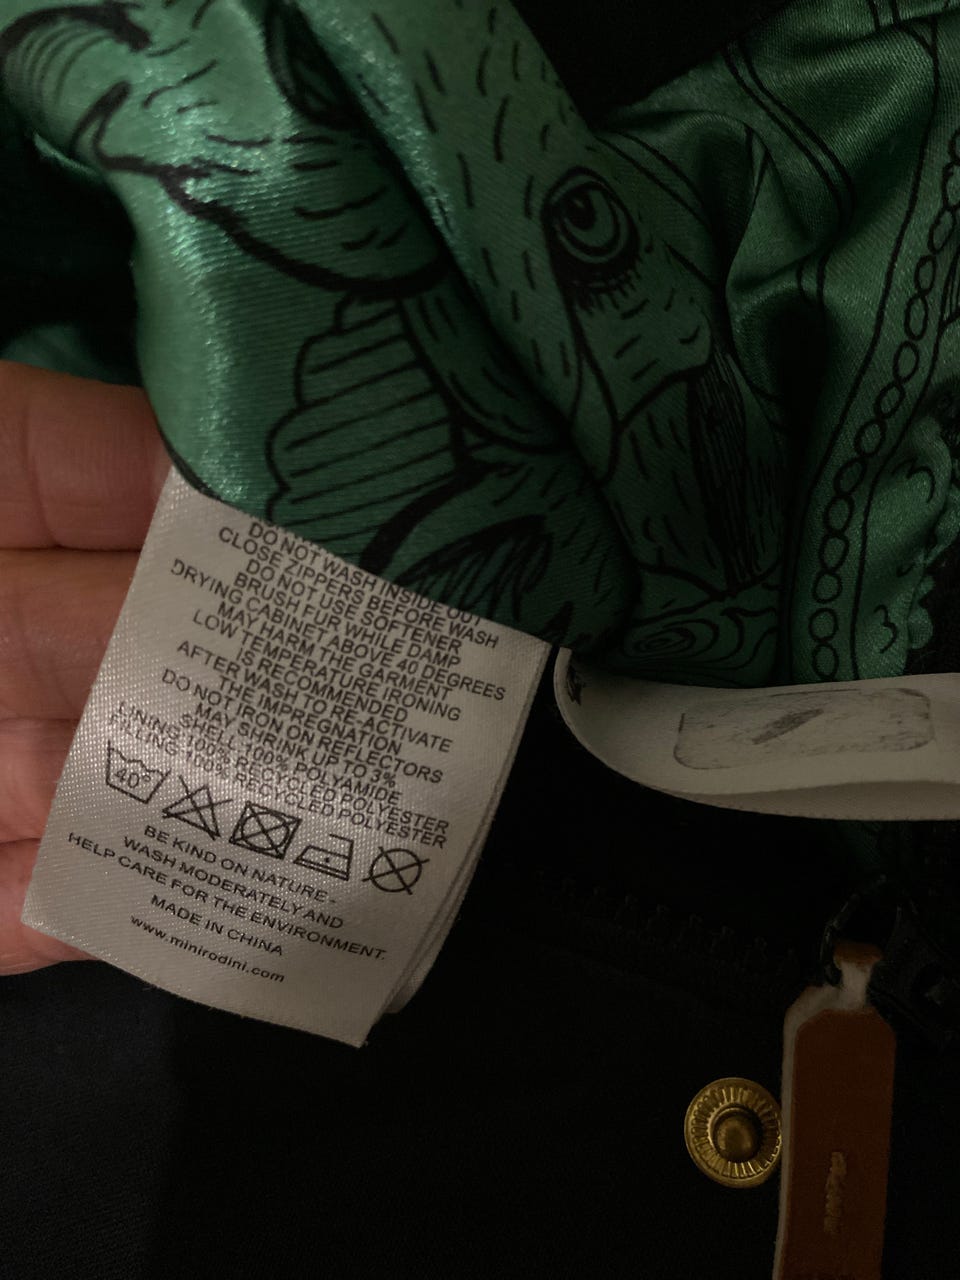 DO NOT WASH INSIDE OUT
CLOSE ZIPPERS BEFORE WASH
DO NOT USE SOFTENER
BRUSH FUR WHILE DAMP
DRYING CABINET ABOVE 40 DEGREES
MAY HARM THE GARMENT
LOW TEMPERATURE IRONING
IS RECOMMENDED
AFTER WASH TO RE-ACTIVATE
THE IMPREGNATION
DO NOT IRON ON REFLECTORS
MAY SHRINK UP TO 3%
SHELL:100% POLYAMIDE
LINING:100% RECYCLED POLYESTER
FILLING:100% RECYCLED POLYESTER
40°
BE KIND ON NATURE -
WASH MODERATELY AND
HELP CARE FOR THE ENVIRONMENT.
MADE IN CHINA
www.minirodini.com